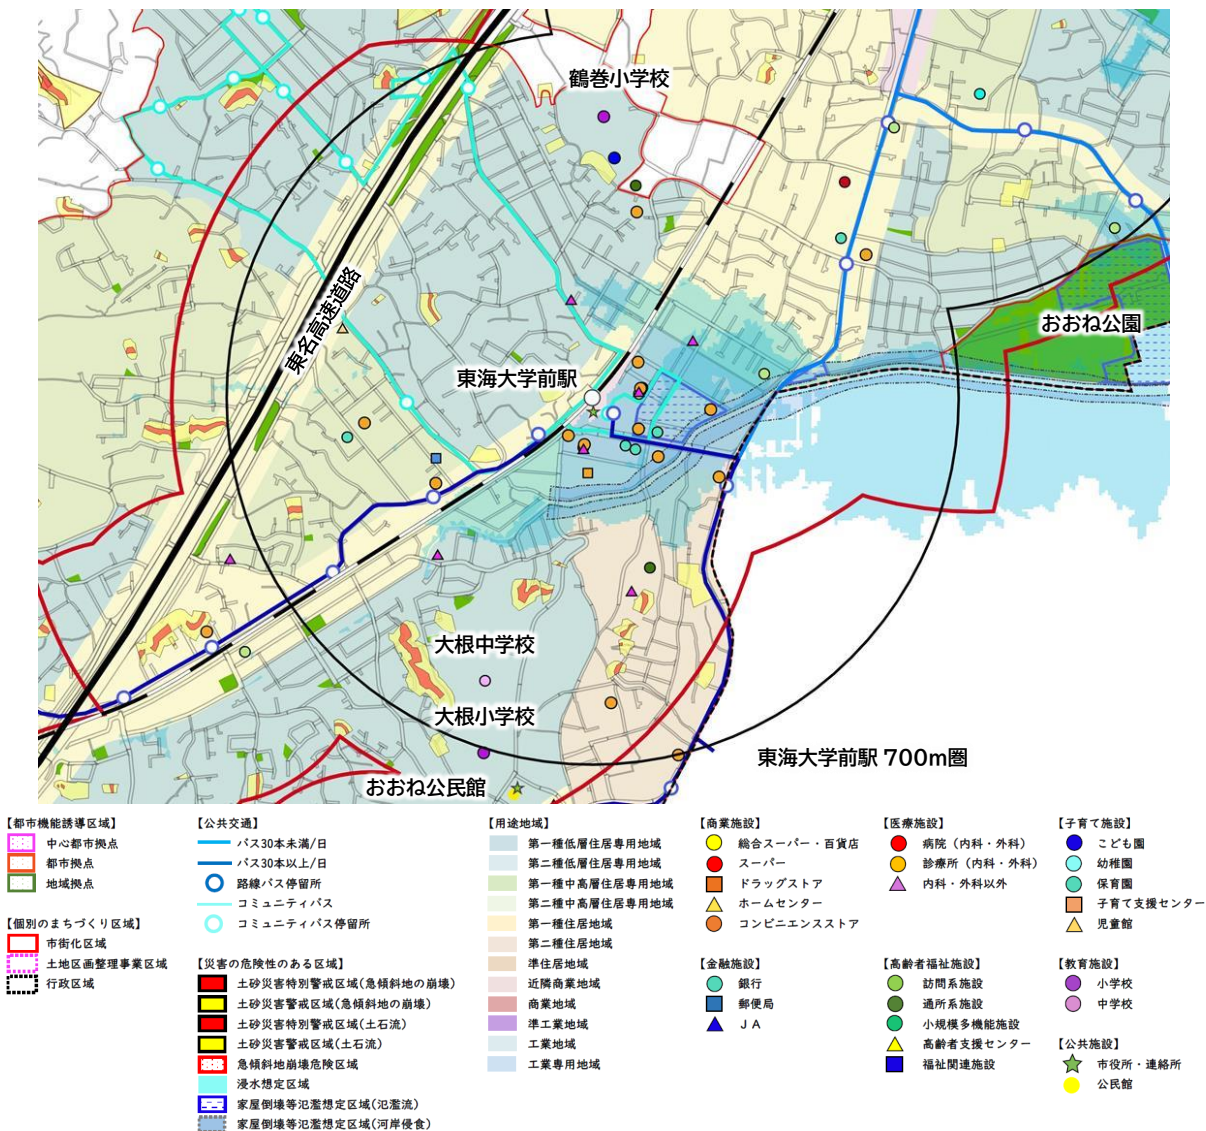 鶴巻小学校
東名高速道路
おおね公園
東海大学前駅
大根中学校
大根小学校
東海大学前駅 700m圏
おおね公民館
【都市機能誘導区域】
中心都市拠点
都市拠点
地域拠点
【個別のまちづくり区域】
市街化区域
土地区画整理事業区域
行政区域
【公共交通】
バス30本未満/日
バス30本以上/日
路線バス停留所
コミュニティバス
コミュニティバス停留所
【災害の危険性のある区域】
土砂災害特別警戒区域(急傾斜地の崩壊)
土砂災害警戒区域(急傾斜地の崩壊)
土砂災害特別警戒区域(土石流)
土砂災害警戒区域(土石流)
急傾斜地崩壊危険区域
浸水想定区域
家屋倒壊等氾濫想定区域(氾濫流)
家屋倒壊等氾濫想定区域(河岸侵食)
【用途地域】
第一種低層住居専用地域
第二種低層住居専用地域
第一種中高層住居専用地域
第二種中高層住居専用地域
第一種住居地域
第二種住居地域
準住居地域
近隣商業地域
商業地域
準工業地域
工業地域
工業専用地域
【商業施設】
総合スーパー・百貨店
スーパー
ドラッグストア
ホームセンター
コンビニエンスストア
【金融施設】
銀行
郵便局
ＪＡ
【医療施設】
病院（内科・外科）
診療所（内科・外科）
内科・外科以外
【高齢者福祉施設】
訪問系施設
通所系施設
小規模多機能施設
高齢者支援センター
福祉関連施設
【子育て施設】
こども園
幼稚園
保育園
子育て支援センター
児童館
【教育施設】
小学校
中学校
【公共施設】
市役所・連絡所
公民館